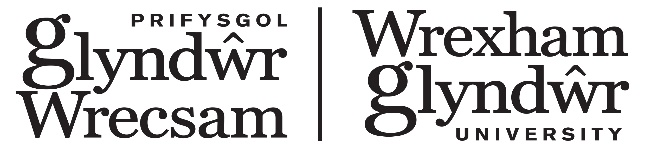 PRIFYSGOL
glyndŵr
Wrecsam
Wrexham
glyndŵr
UNIVERSITY